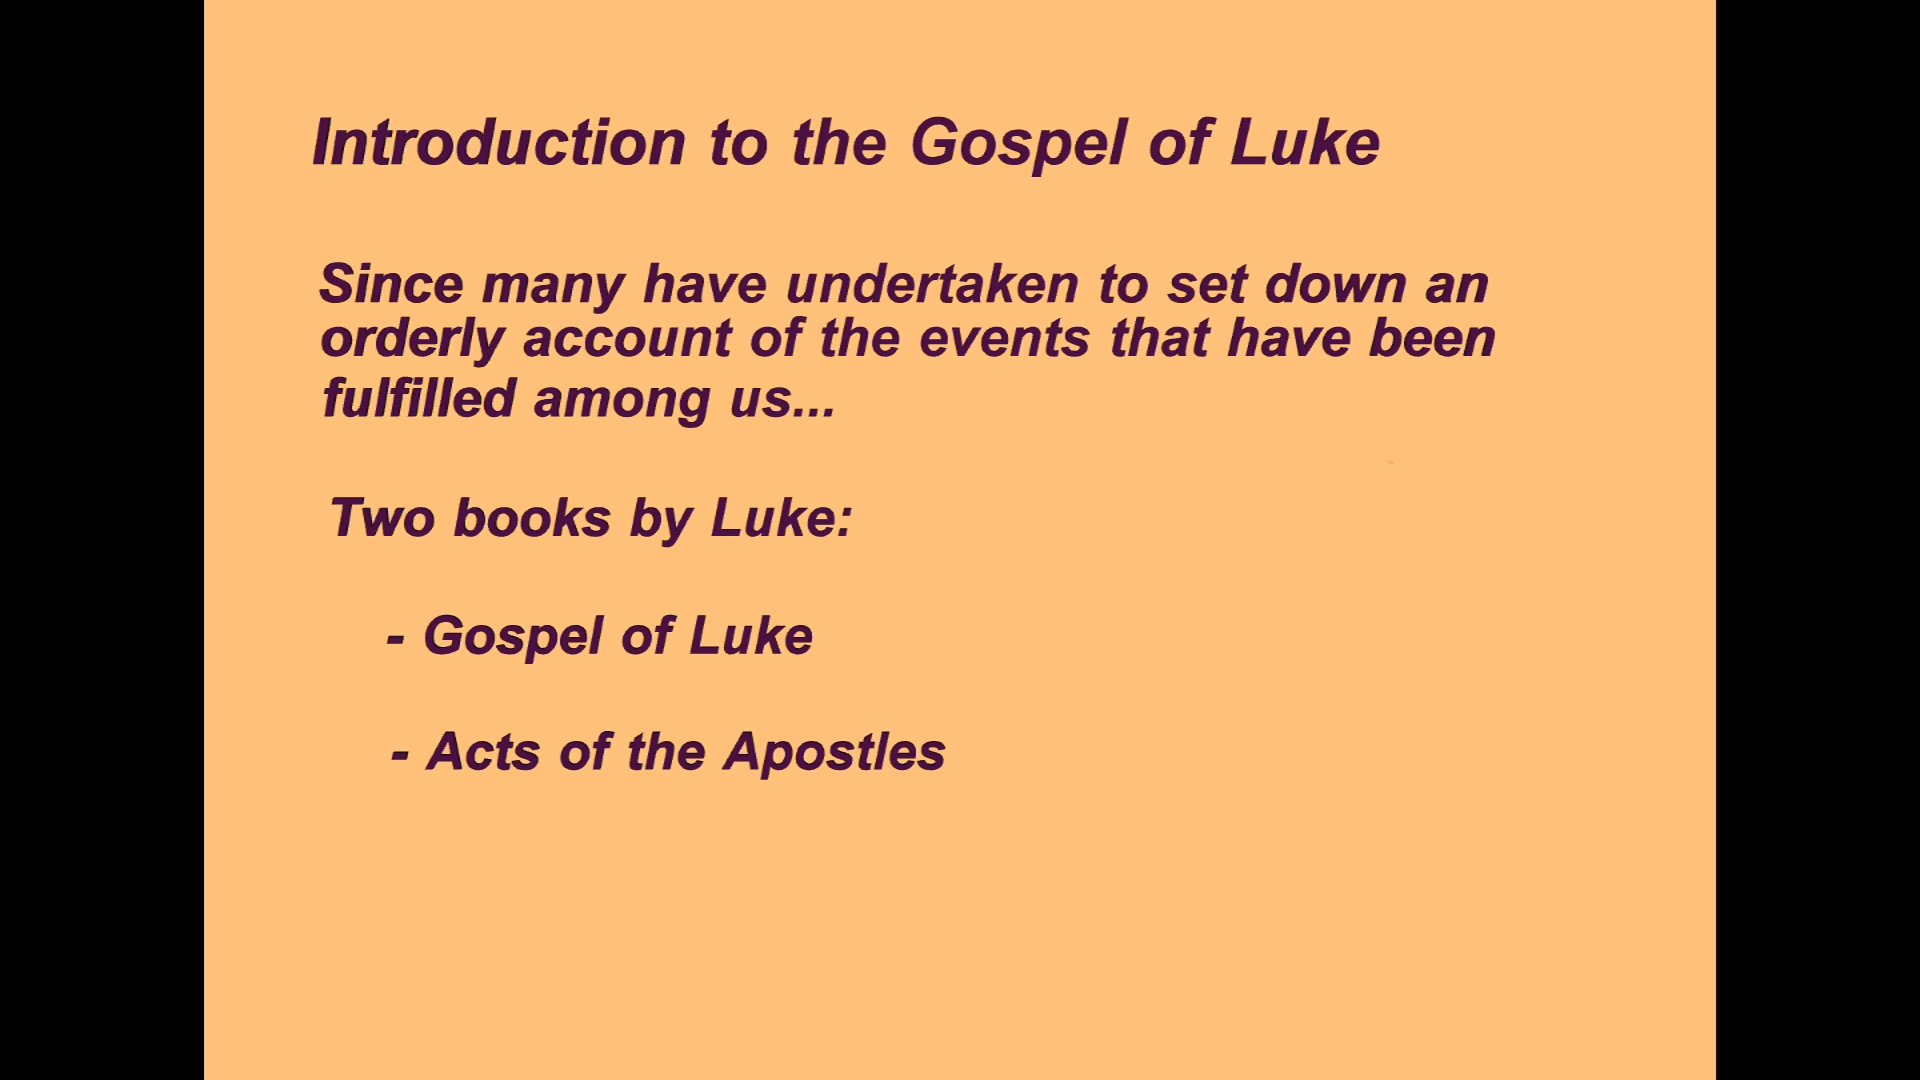 Introduction to the Gospel of Luke
Since many have undertaken to set down an
orderly account of the events that have been
fulfilled among us...
Two books by Luke:
- Gospel of Luke
- Acts of the Apostles